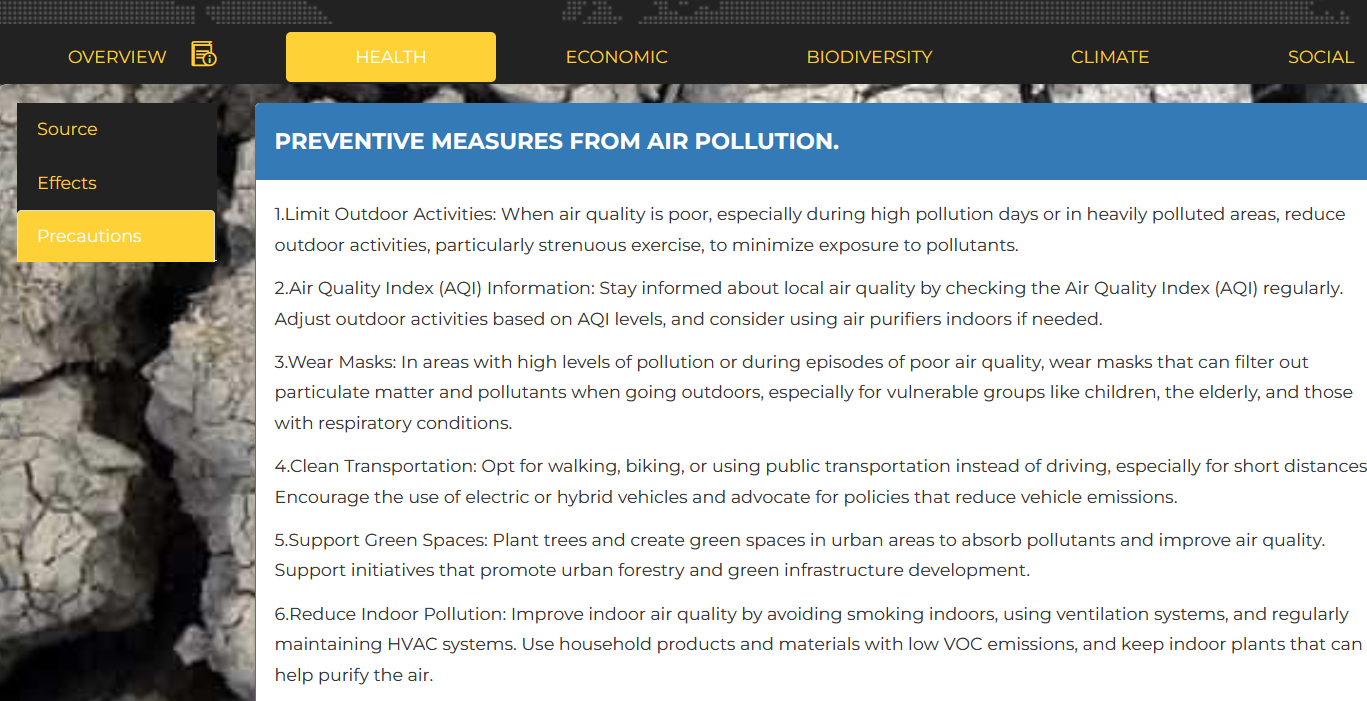 OVERVIEW HEALTH ECONOMIC BIODIVERSITY CLIMATE SOCIAL
Source
Effects
Precautions
PREVENTIVE MEASURES FROM AIR POLLUTION.
1.Limit Outdoor Activities: When air quality is poor, especially during high pollution days or in heavily polluted areas, reduce
outdoor activities, particularly strenuous exercise, to minimize exposure to pollutants.
2.Air Quality Index (AQI) Information: Stay informed about local air quality by checking the Air Quality Index (AQI) regularly.
Adjust outdoor activities based on AQI levels, and consider using air purifiers indoors if needed.
3.Wear Masks: In areas with high levels of pollution or during episodes of poor air quality, wear masks that can filter out
particulate matter and pollutants when going outdoors, especially for vulnerable groups like children, the elderly, and those
with respiratory conditions.
4.Clean Transportation: Opt for walking, biking, or using public transportation instead of driving, especially for short distances
Encourage the use of electric or hybrid vehicles and advocate for policies that reduce vehicle emissions.
5.Support Green Spaces: Plant trees and create green spaces in urban areas to absorb pollutants and improve air quality.
Support initiatives that promote urban forestry and green infrastructure development.
6.Reduce Indoor Pollution: Improve indoor air quality by avoiding smoking indoors, using ventilation systems, and regularly
maintaining HVAC systems. Use household products and materials with low VOC emissions, and keep indoor plants that can
help purify the air.